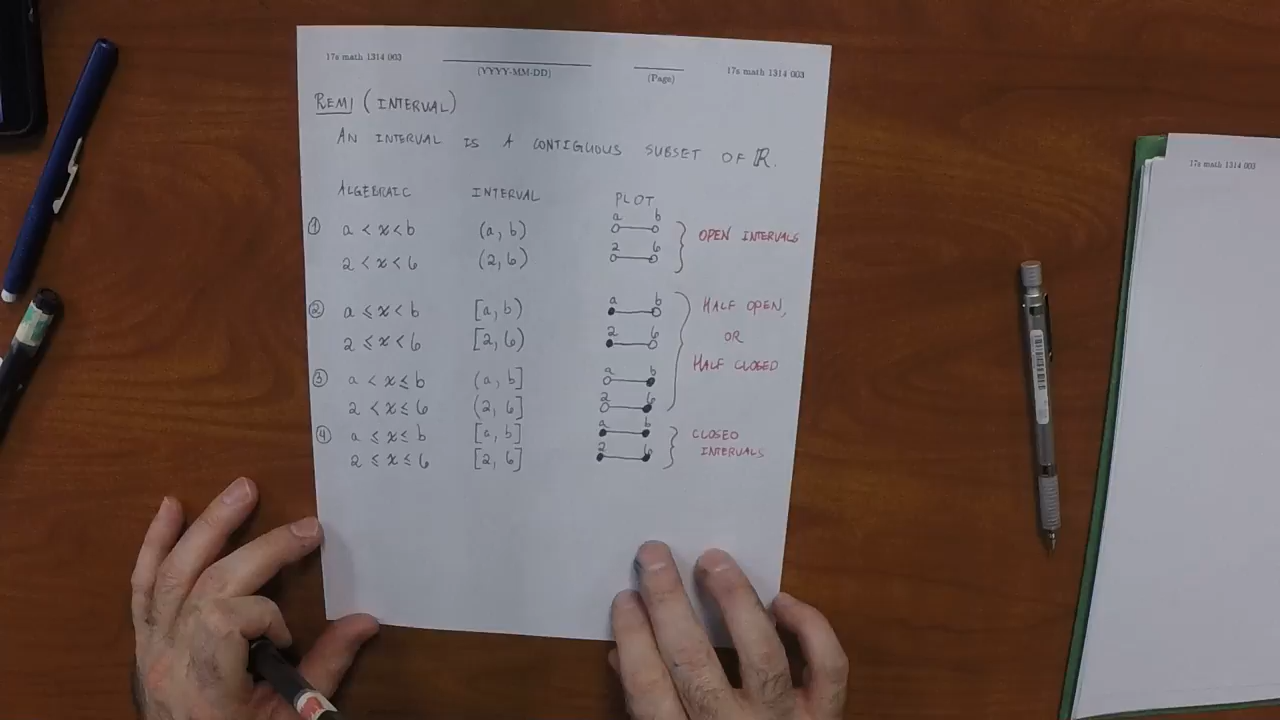 17s math 1314 003 (YYYY-MM-DD) (Page) 17s math 1314 003
REM| (INTERVAL)
AN INTERVAL IS A CONTIGUOUS SUBSET OF ℝ.
ALGEBRAIC INTERVAL PLOT
① a < x < b (a, b) a b
2 < x < 6 (2, 6) 2 6
OPEN INTERVALS
② a ≤ x < b [a, b) a b
2 ≤ x < 6 [2, 6) 2 6
③ a < x ≤ b (a, b] a b
2 < x ≤ 6 (2, 6] 2 6
HALF OPEN,
OR
HALF CLOSED
④ a ≤ x ≤ b [a, b] a b
2 ≤ x ≤ 6 [2, 6] 2 6
CLOSED
INTERVALS
17s math 1314 003